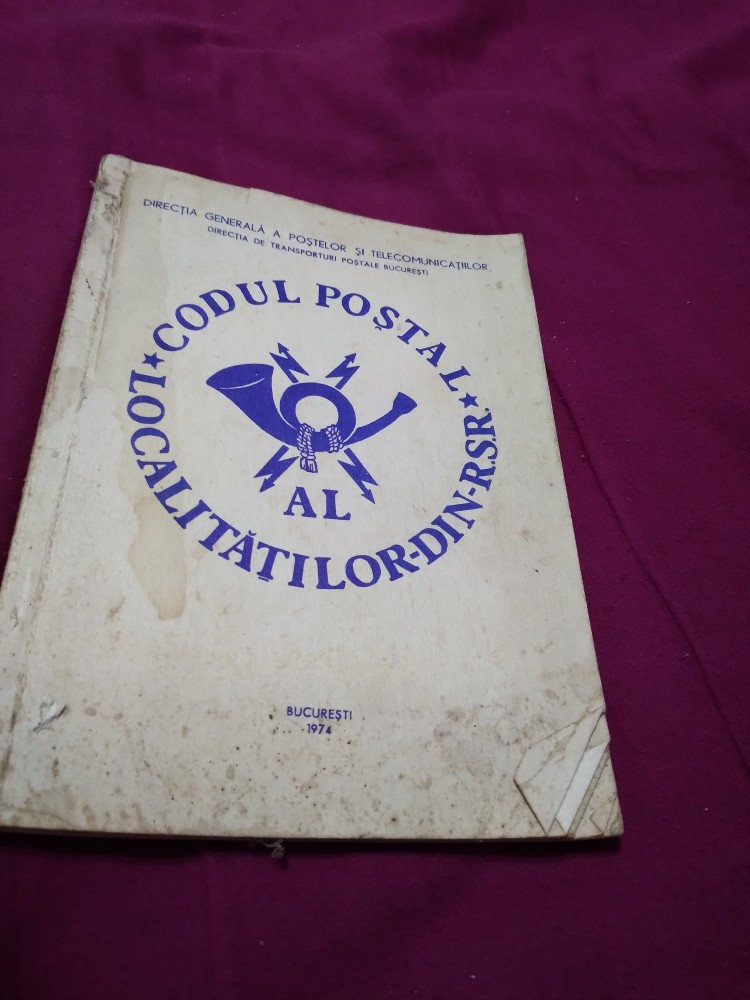 DIRECȚIA GENERALĂ A POȘTELOR ȘI TELECOMUNICAȚIILOR
DIRECȚIA DE TRANSPORTURI POȘTALE BUCUREȘTI
★ CODUL POȘTAL ★
AL
LOCALITĂȚILOR-DIN-R.S.R.
BUCUREȘTI
1974